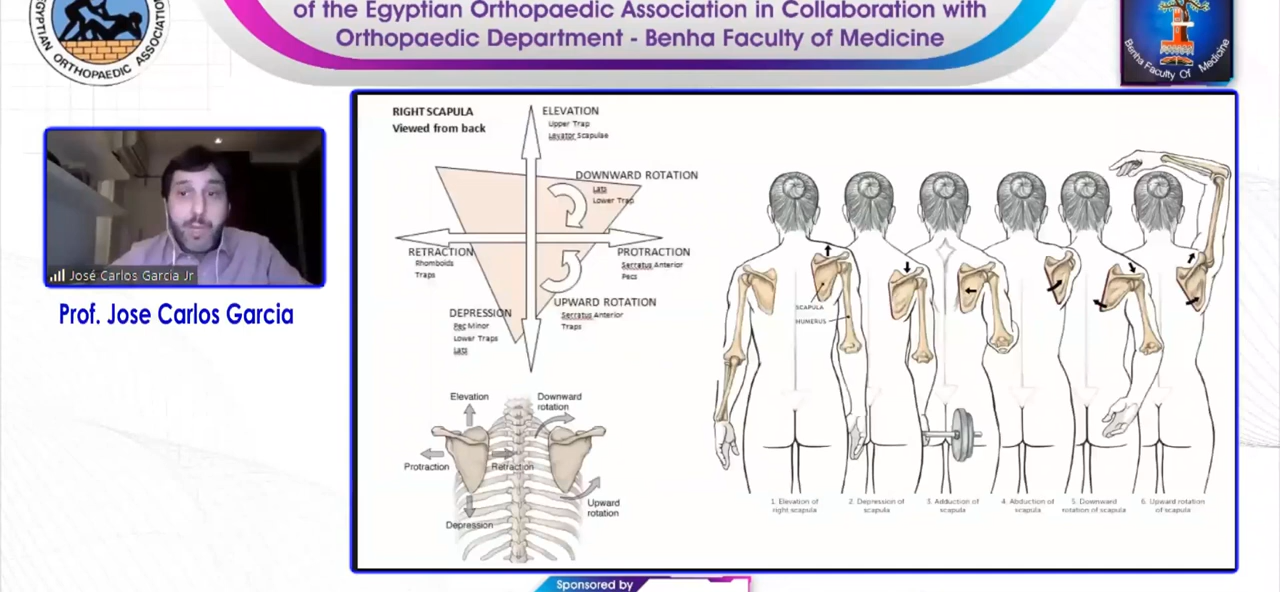 of the Egyptian Orthopaedic Association in Collaboration with
Orthopaedic Department - Benha Faculty of Medicine
EGYPTIAN ORTHOPAEDIC ASSOCIATION
Benha Faculty Of Medicine
José Carlos Garcia Jr
Prof. Jose Carlos Garcia
RIGHT SCAPULA
Viewed from back
ELEVATION
Upper Trap
Levator Scapulae
DOWNWARD ROTATION
Lats
Lower Trap
RETRACTION
Rhomboids
Traps
PROTRACTION
Serratus Anterior
Pecs
UPWARD ROTATION
Serratus Anterior
Traps
DEPRESSION
Pec Minor
Lower Traps
Lats
Elevation
Downward
rotation
Protraction
Retraction
Upward
rotation
Depression
SCAPULA
HUMERUS
1. Elevation of
right scapula
2. Depression of
scapula
3. Adduction of
scapula
4. Abduction of
scapula
5. Downward
rotation of scapula
6. Upward rotation
of scapula
Sponsored by